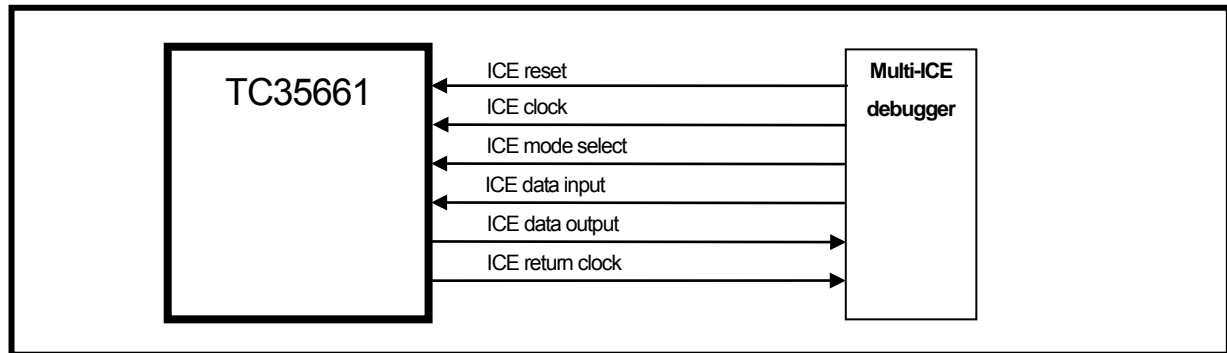 TC35661
ICE reset
ICE clock
ICE mode select
ICE data input
ICE data output
ICE return clock
Multi-ICE
debugger